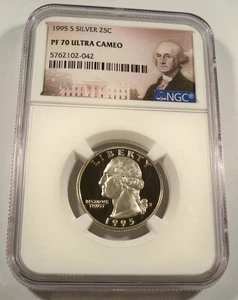 1995 S SILVER 25C
PF 70 ULTRA CAMEO
5762102-042
NGC
LIBERTY
IN GOD WE
TRUST
S
1995